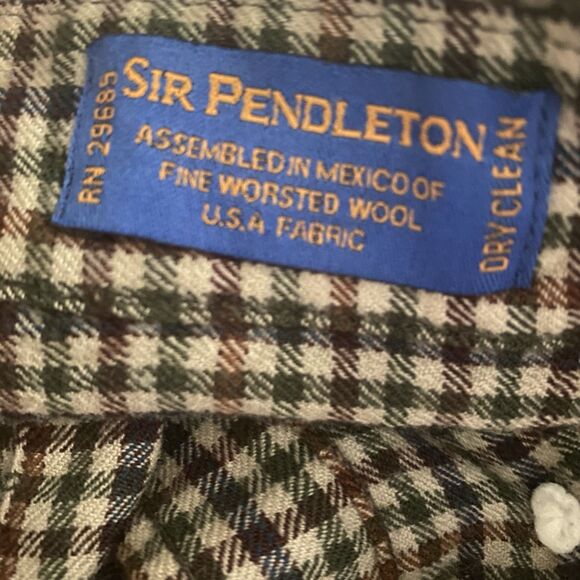 SIR PENDLETON
ASSEMBLED IN MEXICO OF
FINE WORSTED WOOL
U.S.A. FABRIC
RN 29685
DRY CLEAN